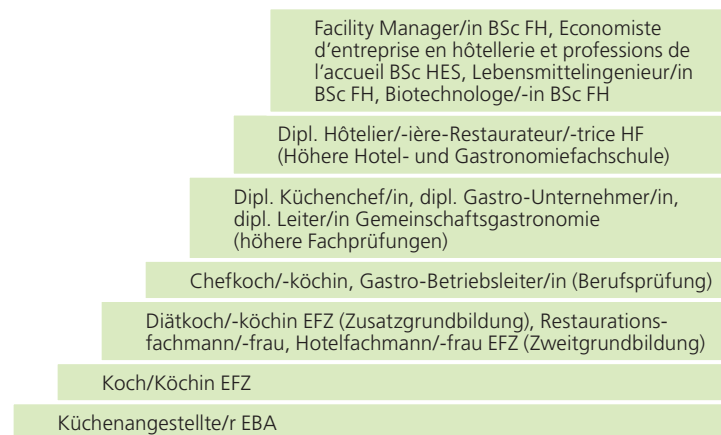 Facility Manager/in BSc FH, Economiste
d’entreprise en hôtellerie et professions de
l’accueil BSc HES, Lebensmittelingenieur/in
BSc FH, Biotechnologe/-in BSc FH
Dipl. Hôtelier/-ière-Restaurateur/-trice HF
(Höhere Hotel- und Gastronomiefachschule)
Dipl. Küchenchef/in, dipl. Gastro-Unternehmer/in,
dipl. Leiter/in Gemeinschaftsgastronomie
(höhere Fachprüfungen)
Chefkoch/-köchin, Gastro-Betriebsleiter/in (Berufsprüfung)
Diätkoch/-köchin EFZ (Zusatzgrundbildung), Restaurations-
fachmann/-frau, Hotelfachmann/-frau EFZ (Zweitgrundbildung)
Koch/Köchin EFZ
Küchenangestellte/r EBA